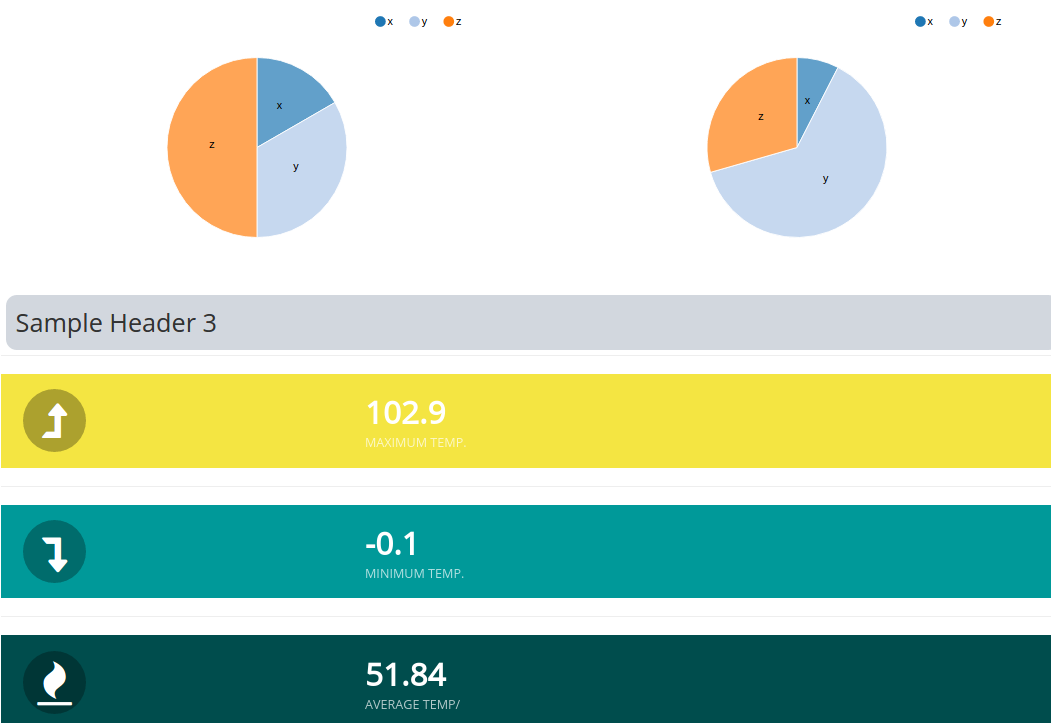 x y z
x y z
x
y
z
x
y
z
Sample Header 3
102.9
MAXIMUM TEMP.
-0.1
MINIMUM TEMP.
51.84
AVERAGE TEMP/